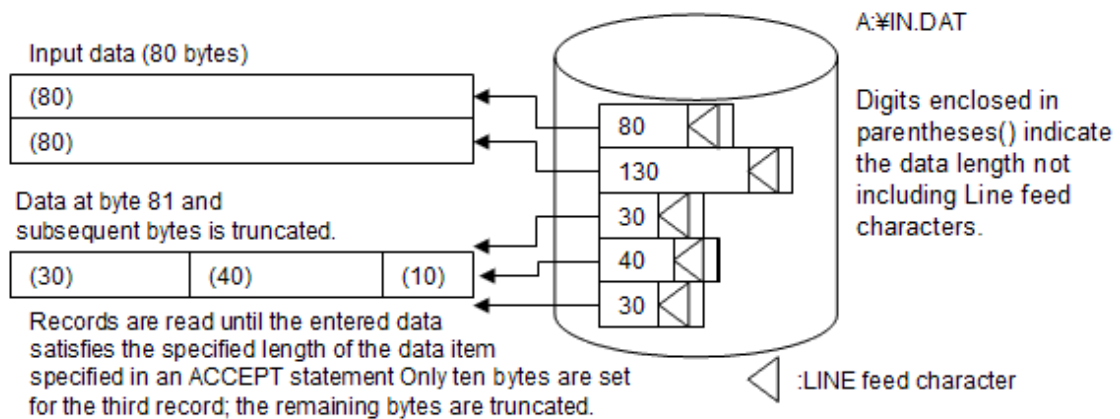 A:¥IN.DAT
Input data (80 bytes)
(80)
(80)
80
130
Digits enclosed in
parentheses() indicate
the data length not
including Line feed
characters.
Data at byte 81 and
subsequent bytes is truncated.
30
(30) (40) (10)
40
30
Records are read until the entered data
satisfies the specified length of the data item
specified in an ACCEPT statement Only ten bytes are set
for the third record; the remaining bytes are truncated.
:LINE feed character